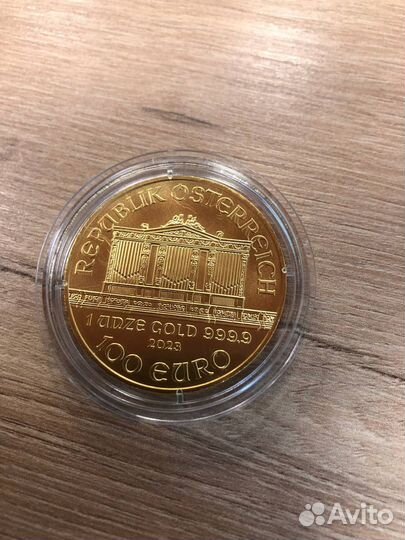 REPUBLIK ÖSTERREICH
1 UNZE GOLD 999.9
2023
100 EURO
Avito